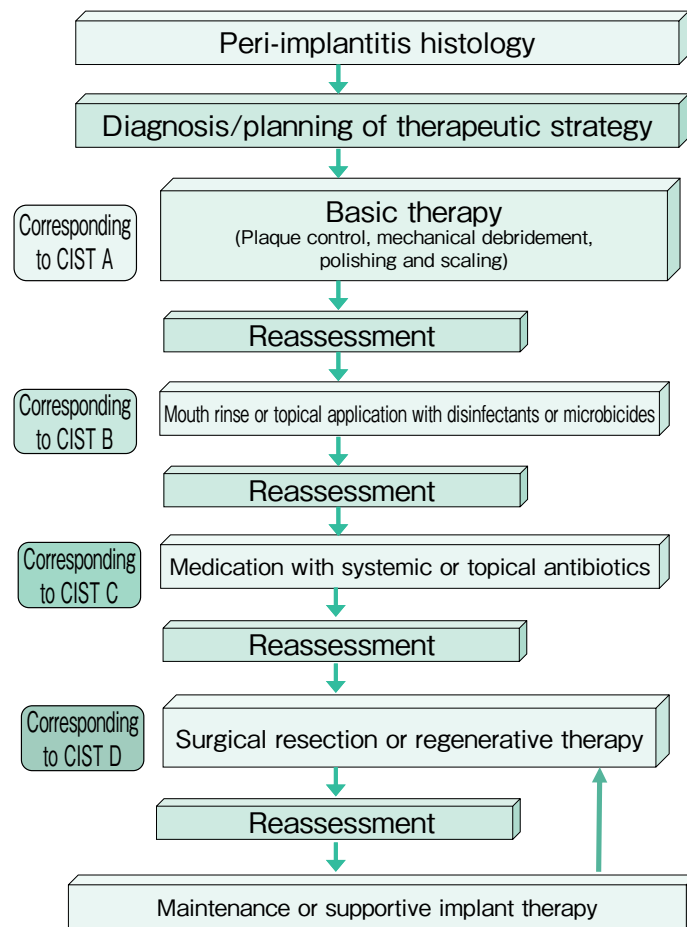 Peri-implantitis histology
Diagnosis/planning of therapeutic strategy
Corresponding
to CIST A
Basic therapy
(Plaque control, mechanical debridement,
polishing and scaling)
Reassessment
Corresponding
to CIST B
Mouth rinse or topical application with disinfectants or microbicides
Reassessment
Corresponding
to CIST C
Medication with systemic or topical antibiotics
Reassessment
Corresponding
to CIST D
Surgical resection or regenerative therapy
Reassessment
Maintenance or supportive implant therapy